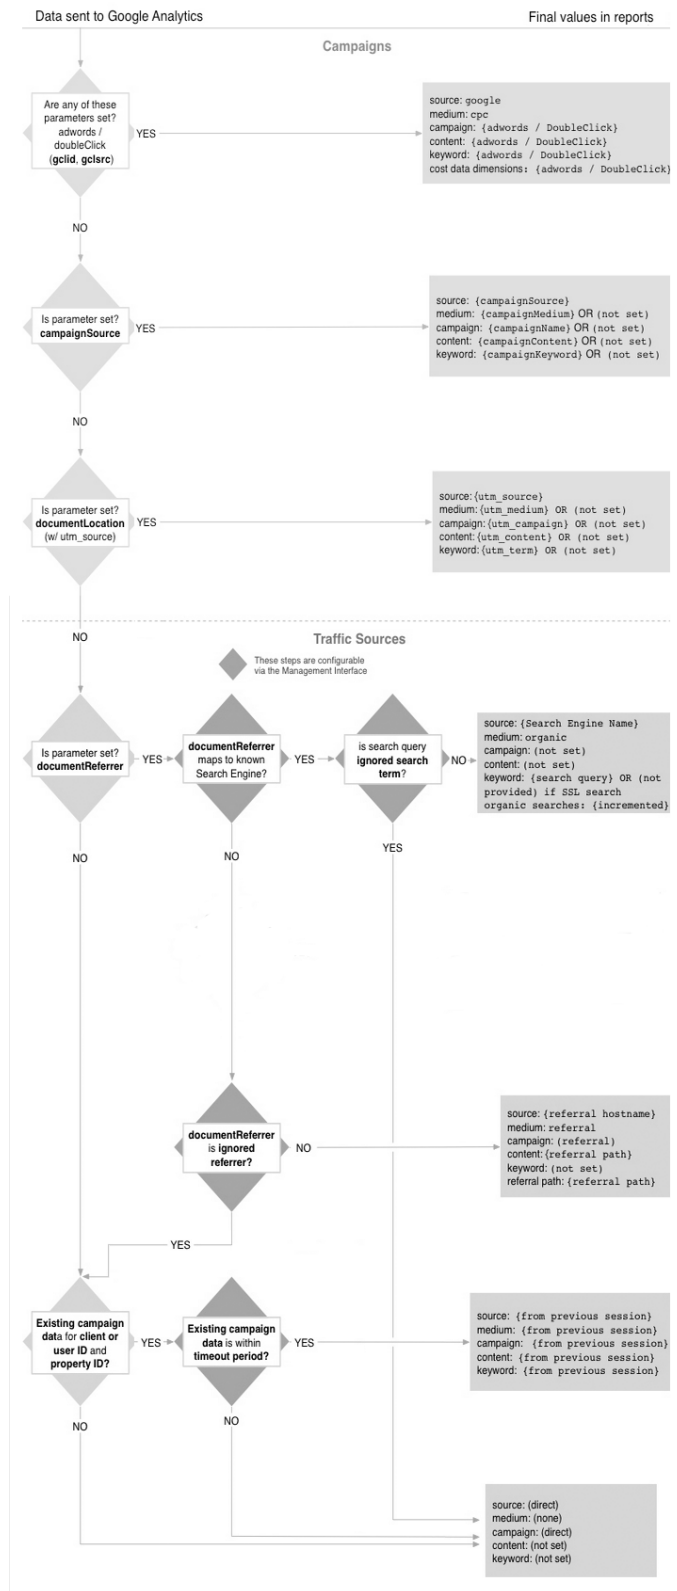 Data sent to Google Analytics
Final values in reports
Campaigns
Are any of these
parameters set?
adwords /
doubleClick
(gclid, gclsrc)
YES
source: google
medium: cpc
campaign: {adwords / DoubleClick}
content: {adwords / DoubleClick}
keyword: {adwords / DoubleClick}
cost data dimensions: {adwords / DoubleClick}
NO
Is parameter set?
campaignSource
YES
source: {campaignSource}
medium: {campaignMedium} OR (not set)
campaign: {campaignName} OR (not set)
content: {campaignContent} OR (not set)
keyword: {campaignKeyword} OR (not set)
NO
Is parameter set?
documentLocation
(w/ utm_source)
YES
source: {utm_source}
medium: {utm_medium} OR (not set)
campaign: {utm_campaign} OR (not set)
content: {utm_content} OR (not set)
keyword: {utm_term} OR (not set)
NO
Traffic Sources
These steps are configurable
via the Management Interface
Is parameter set?
documentReferrer
YES
documentReferrer
maps to known
Search Engine?
YES
is search query
ignored search
term?
NO
source: {Search Engine Name}
medium: organic
campaign: (not set)
content: (not set)
keyword: {search query} OR (not
provided) if SSL search
organic searches: {incremented}
NO
NO
YES
documentReferrer
is ignored
referrer?
NO
source: {referral hostname}
medium: referral
campaign: (referral)
content: {referral path}
keyword: (not set)
referral path: {referral path}
YES
Existing campaign
data for client or
user ID and
property ID?
YES
Existing campaign
data is within
timeout period?
YES
source: {from previous session}
medium: {from previous session}
campaign: {from previous session}
content: {from previous session}
keyword: {from previous session}
NO
NO
source: (direct)
medium: (none)
campaign: (direct)
content: (not set)
keyword: (not set)